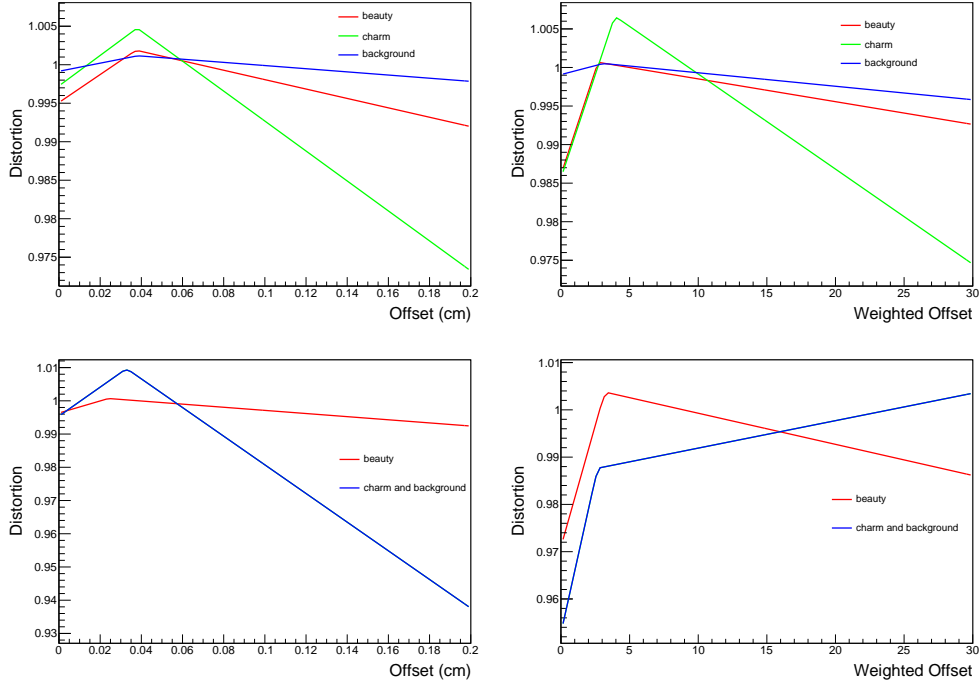 1.005
1
0.995
0.99
0.985
0.98
0.975
Distortion
beauty
charm
background
0 0.02 0.04 0.06 0.08 0.1 0.12 0.14 0.16 0.18 0.2
Offset (cm)
1.005
1
0.995
0.99
0.985
0.98
0.975
Distortion
beauty
charm
background
0 5 10 15 20 25 30
Weighted Offset
1.01
1
0.99
0.98
0.97
0.96
0.95
0.94
0.93
Distortion
beauty
charm and background
0 0.02 0.04 0.06 0.08 0.1 0.12 0.14 0.16 0.18 0.2
Offset (cm)
1.01
1
0.99
0.98
0.97
0.96
Distortion
beauty
charm and background
0 5 10 15 20 25 30
Weighted Offset